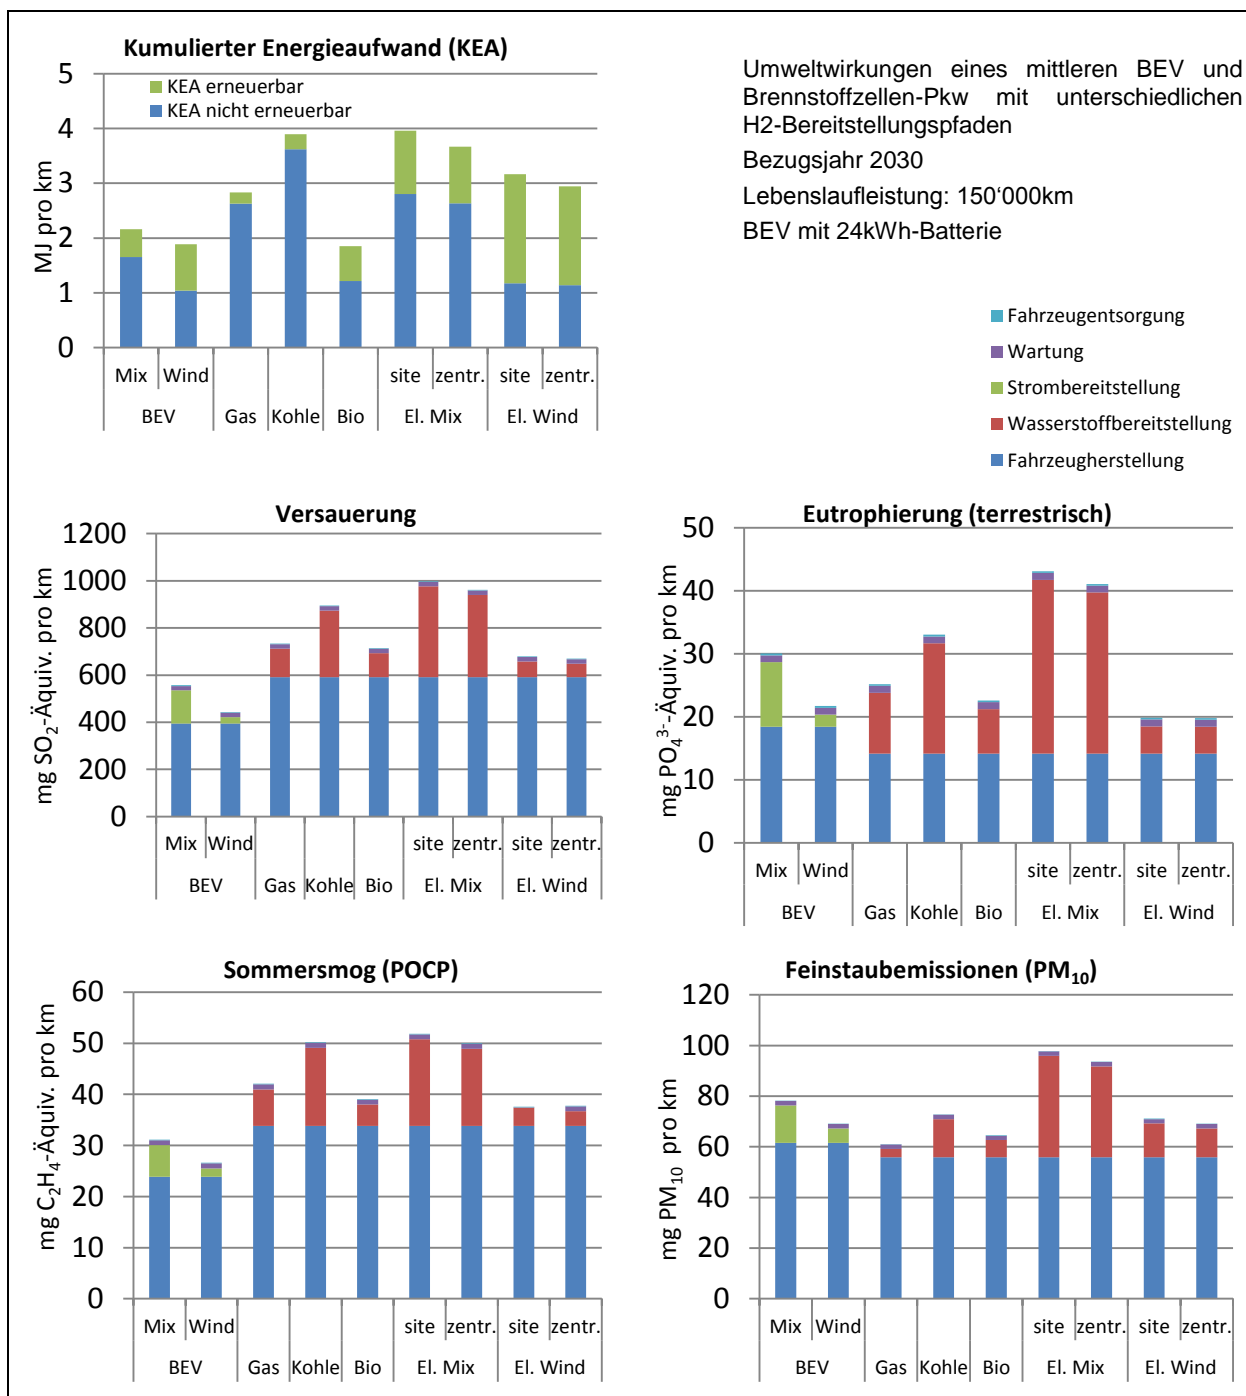 Kumulierter Energieaufwand (KEA)
5
4
3
2
1
0
MJ pro km
KEA erneuerbar
KEA nicht erneuerbar
Mix Wind site zentr. site zentr.
BEV Gas Kohle Bio El. Mix El. Wind
Umweltwirkungen eines mittleren BEV und
Brennstoffzellen-Pkw mit unterschiedlichen
H2-Bereitstellungspfaden
Bezugsjahr 2030
Lebenslaufleistung: 150‘000km
BEV mit 24kWh-Batterie
Fahrzeugentsorgung
Wartung
Strombereitstellung
Wasserstoffbereitstellung
Fahrzeugherstellung
Versauerung
1200
1000
800
600
400
200
0
mg SO₂-Äquiv. pro km
Mix Wind site zentr. site zentr.
BEV Gas Kohle Bio El. Mix El. Wind
Eutrophierung (terrestrisch)
50
40
30
20
10
0
mg PO₄³⁻-Äquiv. pro km
Mix Wind site zentr. site zentr.
BEV Gas Kohle Bio El. Mix El. Wind
Sommersmog (POCP)
60
50
40
30
20
10
0
mg C₂H₄-Äquiv. pro km
Mix Wind site zentr. site zentr.
BEV Gas Kohle Bio El. Mix El. Wind
Feinstaubemissionen (PM₁₀)
120
100
80
60
40
20
0
mg PM₁₀ pro km
Mix Wind site zentr. site zentr.
BEV Gas Kohle Bio El. Mix El. Wind